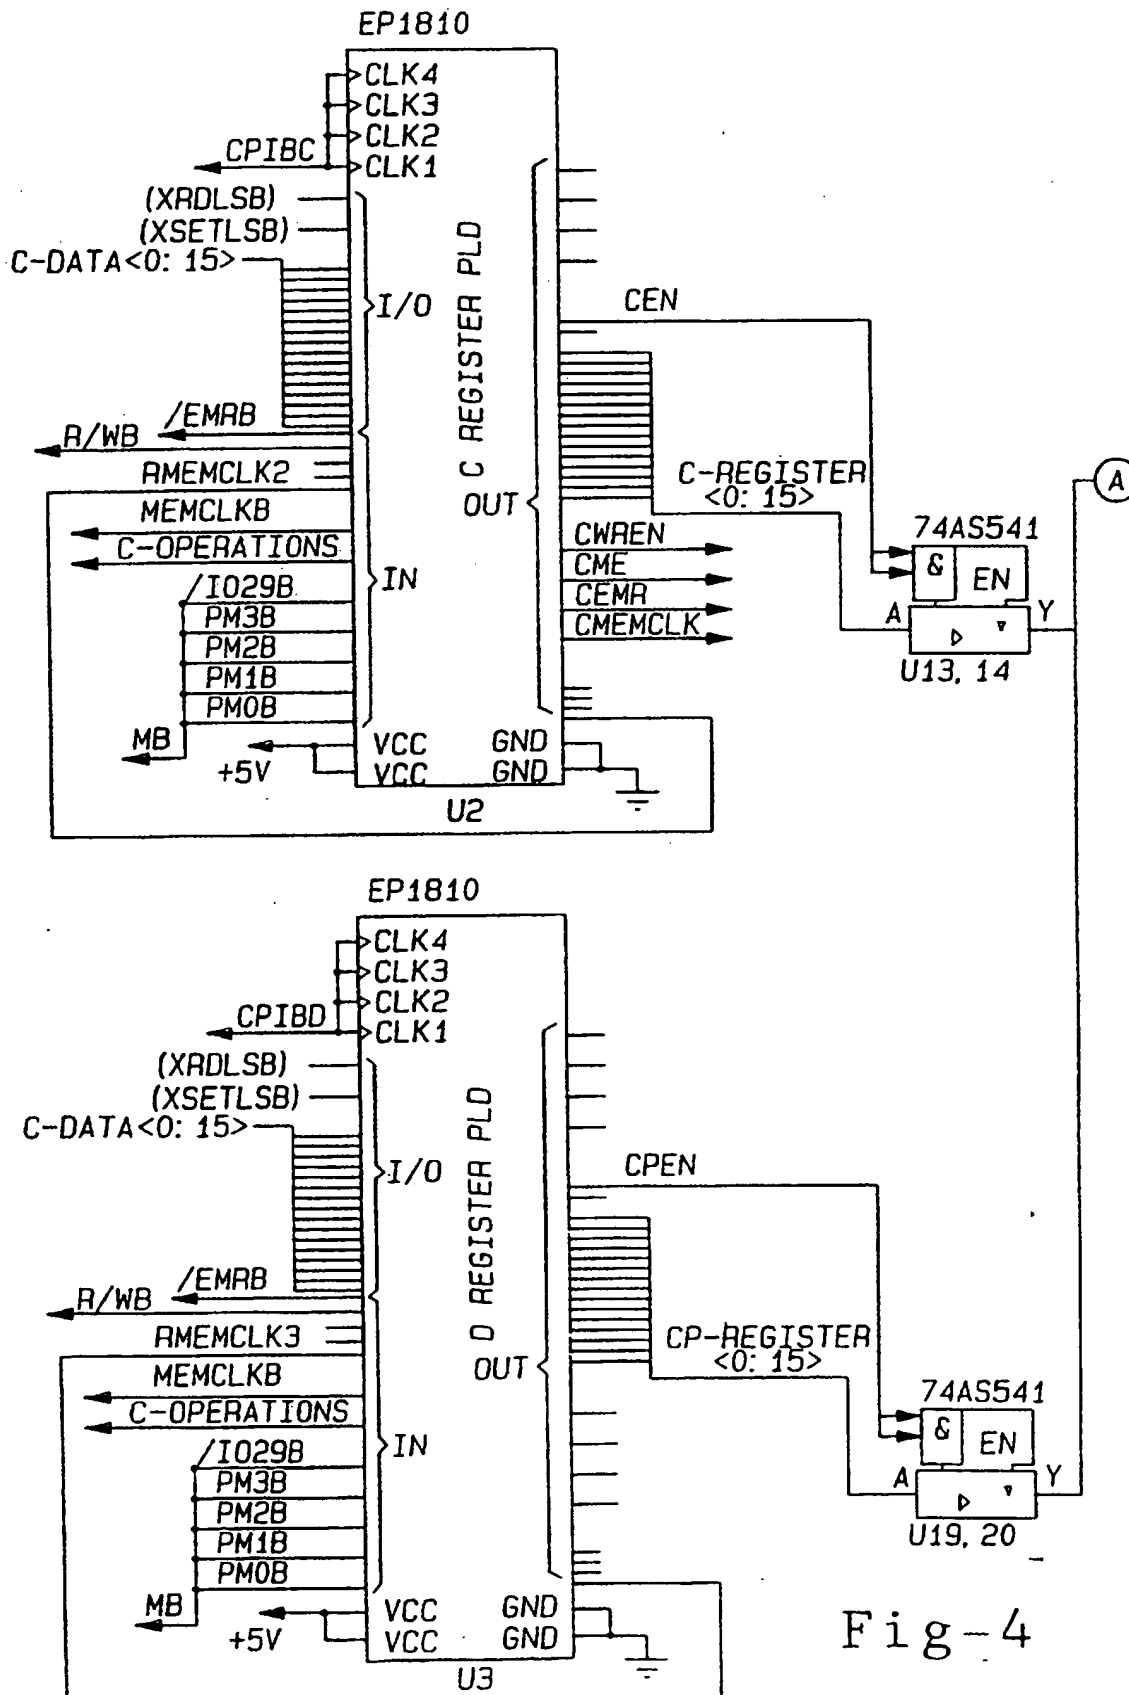 EP1810
CLK4
CLK3
CLK2
CPIBC
CLK1
(XRDLSB)
(XSETLSB)
C-DATA<0:15>
I/O
C REGISTER PLD
CEN
/EMRB
R/WB
RMEMCLK2
MEMCLKB
C-OPERATIONS
/IO29B
IN
PM3B
PM2B
PM1B
PM0B
MB
+5V
VCC
VCC
GND
GND
OUT
C-REGISTER
<0:15>
CWREN
CME
CEMR
CMEMCLK
74AS541
&
EN
A
Y
U13, 14
A
U2
EP1810
CLK4
CLK3
CLK2
CPIBD
CLK1
(XRDLSB)
(XSETLSB)
C-DATA<0:15>
I/O
D REGISTER PLD
CPEN
/EMRB
R/WB
RMEMCLK3
MEMCLKB
C-OPERATIONS
/IO29B
IN
PM3B
PM2B
PM1B
PM0B
MB
+5V
VCC
VCC
GND
GND
OUT
CP-REGISTER
<0:15>
74AS541
&
EN
A
Y
U19, 20
U3
Fig-4